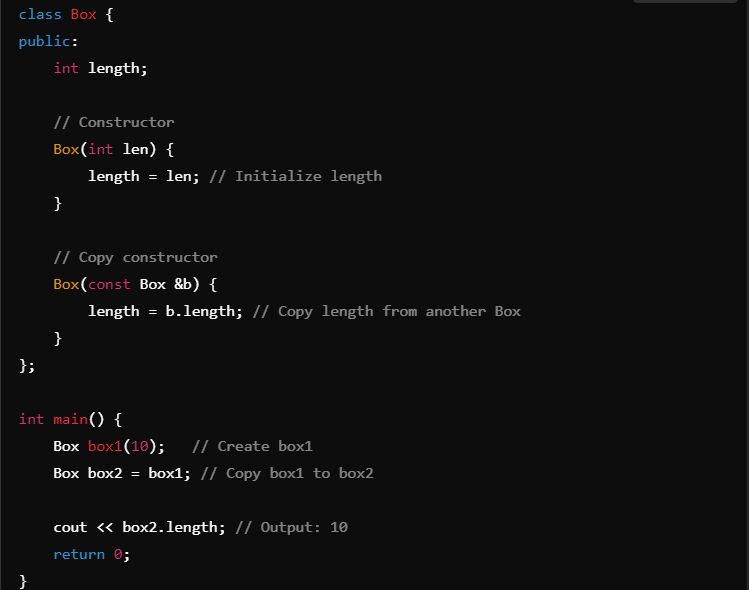 class Box {
public:
    int length;

    // Constructor
    Box(int len) {
        length = len; // Initialize length
    }

    // Copy constructor
    Box(const Box &b) {
        length = b.length; // Copy length from another Box
    }
};

int main() {
    Box box1(10);   // Create box1
    Box box2 = box1; // Copy box1 to box2

    cout << box2.length; // Output: 10
    return 0;
}